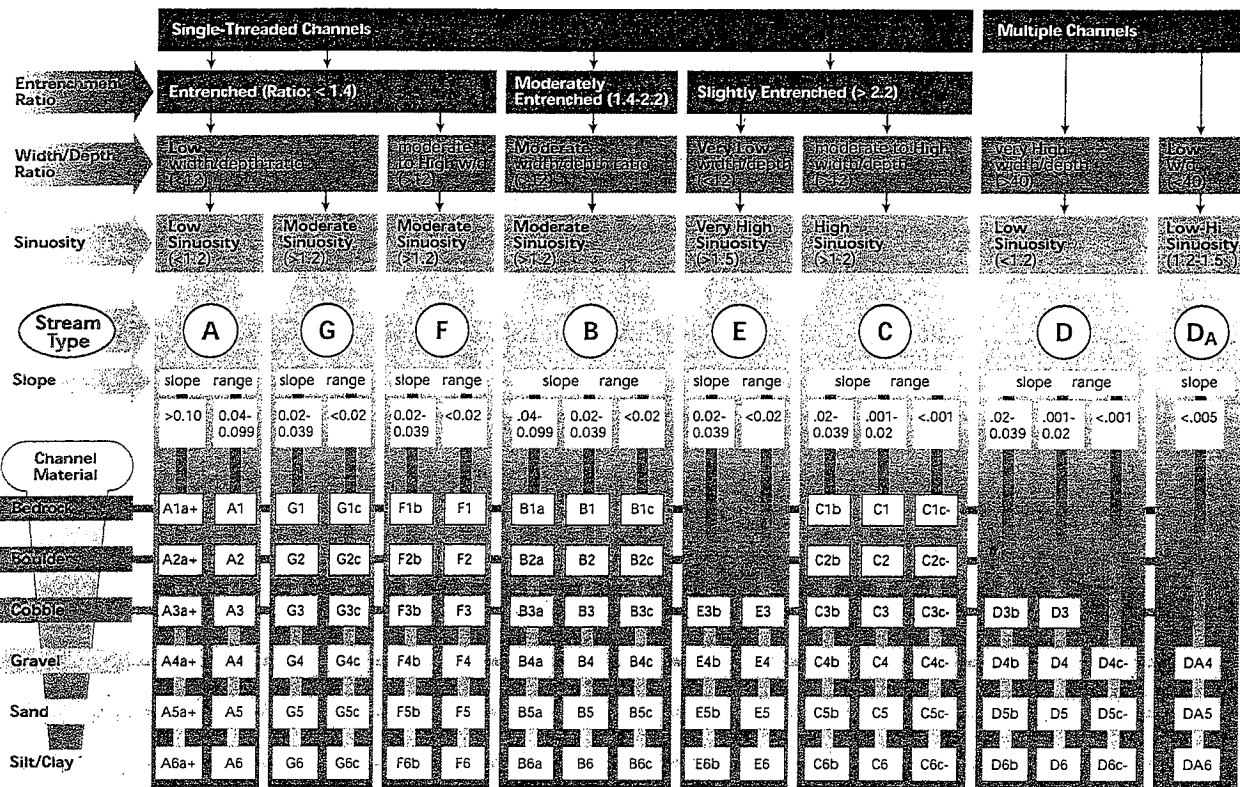 Single-Threaded Channels
Multiple Channels
Entrenchment
Ratio
Entrenched (Ratio: < 1.4)
Moderately
Entrenched (1.4-2.2)
Slightly Entrenched (> 2.2)
Width/Depth
Ratio
Low
width/depth ratio
(<12)
moderate
to High w/d
(>12)
Moderate
width/depth ratio
(>12)
Very Low
width/depth
(<12)
moderate to High
width/depth
(>12)
very High
width/depth
(>40)
Low
w/d
(<40)
Sinuosity
Low
Sinuosity
(<1.2)
Moderate
Sinuosity
(>1.2)
Moderate
Sinuosity
(>1.2)
Moderate
Sinuosity
(>1.2)
Very High
Sinuosity
(>1.5)
High
Sinuosity
(>1.2)
Low
Sinuosity
(<1.2)
Low-Hi
Sinuosity
(1.2-1.5)
Stream
Type
A G F B E C D DA
Slope
slope range slope range slope range slope range slope range slope range slope range slope
>0.10 0.04- 0.02- <0.02 0.02- <0.02 .04- 0.02- <0.02 0.02- <0.02 .02- .001- <.001 .02- .001- <.001 <.005
0.099 0.039 0.039 0.099 0.039 0.039 0.039 0.02 0.039 0.02
Channel
Material
Bedrock A1a+ A1 G1 G1c F1b F1 B1a B1 B1c C1b C1 C1c-
Boulder A2a+ A2 G2 G2c F2b F2 B2a B2 B2c C2b C2 C2c-
Cobble A3a+ A3 G3 G3c F3b F3 B3a B3 B3c E3b E3 C3b C3 C3c- D3b D3
Gravel A4a+ A4 G4 G4c F4b F4 B4a B4 B4c E4b E4 C4b C4 C4c- D4b D4 D4c- DA4
Sand A5a+ A5 G5 G5c F5b F5 B5a B5 B5c E5b E5 C5b C5 C5c- D5b D5 D5c- DA5
Silt/Clay A6a+ A6 G6 G6c F6b F6 B6a B6 B6c E6b E6 C6b C6 C6c- D6b D6 D6c- DA6